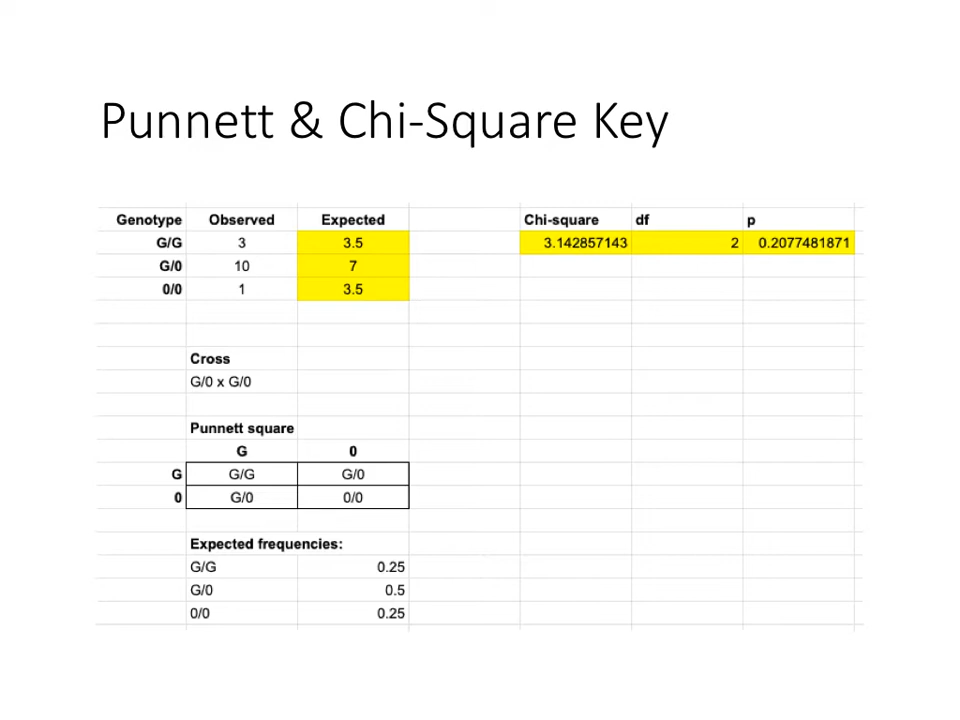 Punnett & Chi-Square Key
Genotype Observed Expected Chi-square df p
G/G 3 3.5 3.142857143 2 0.2077481871
G/0 10 7
0/0 1 3.5
Cross
G/0 x G/0
Punnett square
G 0
G G/G G/0
0 G/0 0/0
Expected frequencies:
G/G 0.25
G/0 0.5
0/0 0.25